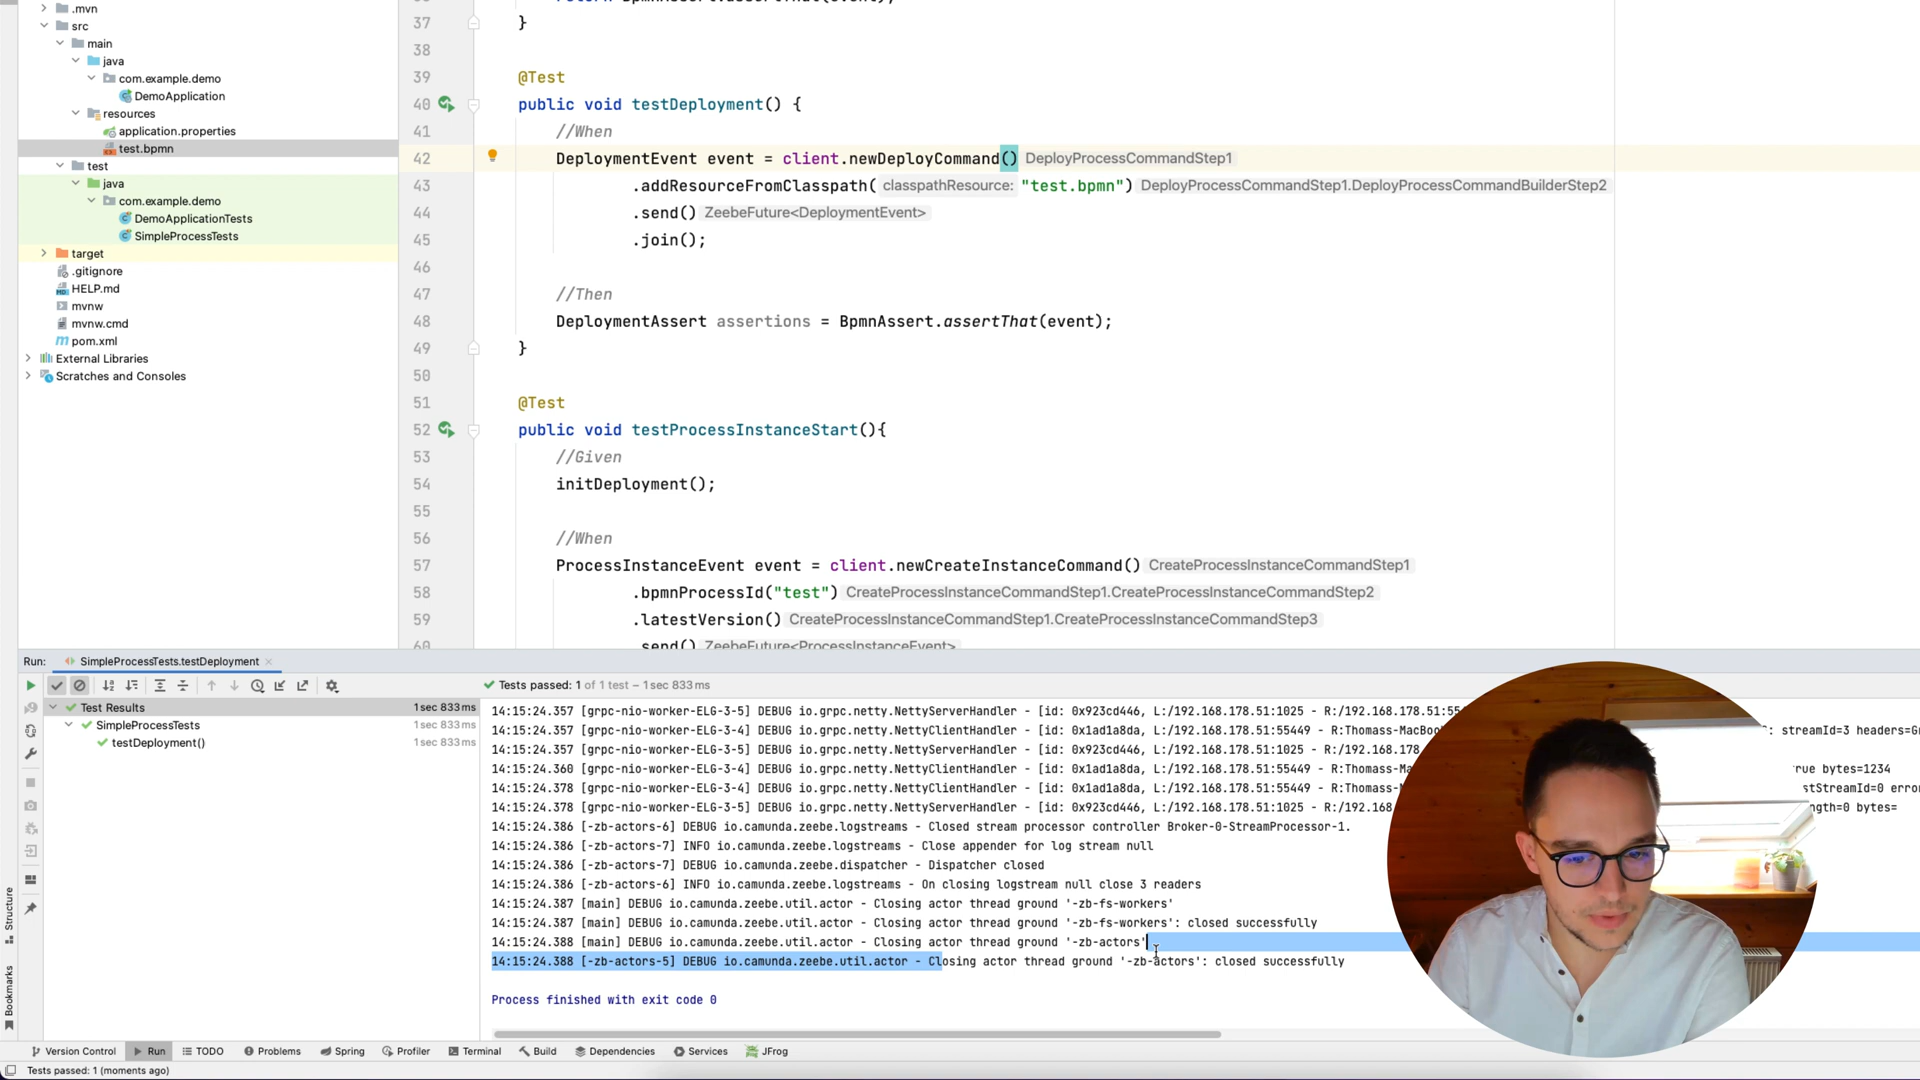 .mvn
src
main
java
com.example.demo
DemoApplication
resources
application.properties
test.bpmn
test
java
com.example.demo
DemoApplicationTests
SimpleProcessTests
target
.gitignore
HELP.md
mvnw
mvnw.cmd
pom.xml
External Libraries
Scratches and Consoles
37 }
38
39 @Test
40 public void testDeployment() {
41 //When
42 DeploymentEvent event = client.newDeployCommand() DeployProcessCommandStep1
43 .addResourceFromClasspath( classpathResource: "test.bpmn") DeployProcessCommandStep1.DeployProcessCommandBuilderStep2
44 .send() ZeebeFuture<DeploymentEvent>
45 .join();
46
47 //Then
48 DeploymentAssert assertions = BpmnAssert.assertThat(event);
49 }
50
51 @Test
52 public void testProcessInstanceStart(){
53 //Given
54 initDeployment();
55
56 //When
57 ProcessInstanceEvent event = client.newCreateInstanceCommand() CreateProcessInstanceCommandStep1
58 .bpmnProcessId("test") CreateProcessInstanceCommandStep1.CreateProcessInstanceCommandStep2
59 .latestVersion() CreateProcessInstanceCommandStep1.CreateProcessInstanceCommandStep3
60 .send() ZeebeFuture<ProcessInstanceEvent>
Run: SimpleProcessTests.testDeployment
Tests passed: 1 of 1 test – 1 sec 833 ms
Test Results 1 sec 833 ms
SimpleProcessTests 1 sec 833 ms
testDeployment() 1 sec 833 ms
14:15:24.357 [grpc-nio-worker-ELG-3-5] DEBUG io.grpc.netty.NettyServerHandler - [id: 0x923cd446, L:/192.168.178.51:1025 - R:/192.168.178.51:55
14:15:24.357 [grpc-nio-worker-ELG-3-4] DEBUG io.grpc.netty.NettyClientHandler - [id: 0x1ad1a8da, L:/192.168.178.51:55449 - R:Thomass-MacBoo : streamId=3 headers=G
14:15:24.357 [grpc-nio-worker-ELG-3-5] DEBUG io.grpc.netty.NettyServerHandler - [id: 0x923cd446, L:/192.168.178.51:1025 - R:/192.168.178.
14:15:24.360 [grpc-nio-worker-ELG-3-4] DEBUG io.grpc.netty.NettyClientHandler - [id: 0x1ad1a8da, L:/192.168.178.51:55449 - R:Thomass-Ma rue bytes=1234
14:15:24.378 [grpc-nio-worker-ELG-3-4] DEBUG io.grpc.netty.NettyClientHandler - [id: 0x1ad1a8da, L:/192.168.178.51:55449 - R:Thomass- stStreamId=0 error
14:15:24.378 [grpc-nio-worker-ELG-3-5] DEBUG io.grpc.netty.NettyServerHandler - [id: 0x923cd446, L:/192.168.178.51:1025 - R:/192.168 ngth=0 bytes=
14:15:24.386 [-zb-actors-6] DEBUG io.camunda.zeebe.logstreams - Closed stream processor controller Broker-0-StreamProcessor-1.
14:15:24.386 [-zb-actors-7] INFO io.camunda.zeebe.logstreams - Close appender for log stream null
14:15:24.386 [-zb-actors-7] DEBUG io.camunda.zeebe.dispatcher - Dispatcher closed
14:15:24.386 [-zb-actors-6] INFO io.camunda.zeebe.logstreams - On closing logstream null close 3 readers
14:15:24.387 [main] DEBUG io.camunda.zeebe.util.actor - Closing actor thread ground '-zb-fs-workers'
14:15:24.387 [main] DEBUG io.camunda.zeebe.util.actor - Closing actor thread ground '-zb-fs-workers': closed successfully
14:15:24.388 [main] DEBUG io.camunda.zeebe.util.actor - Closing actor thread ground '-zb-actors'
14:15:24.388 [-zb-actors-5] DEBUG io.camunda.zeebe.util.actor - Closing actor thread ground '-zb-actors': closed successfully
Process finished with exit code 0
Structure
Bookmarks
Version Control Run TODO Problems Spring Profiler Terminal Build Dependencies Services JFrog
Tests passed: 1 (moments ago)